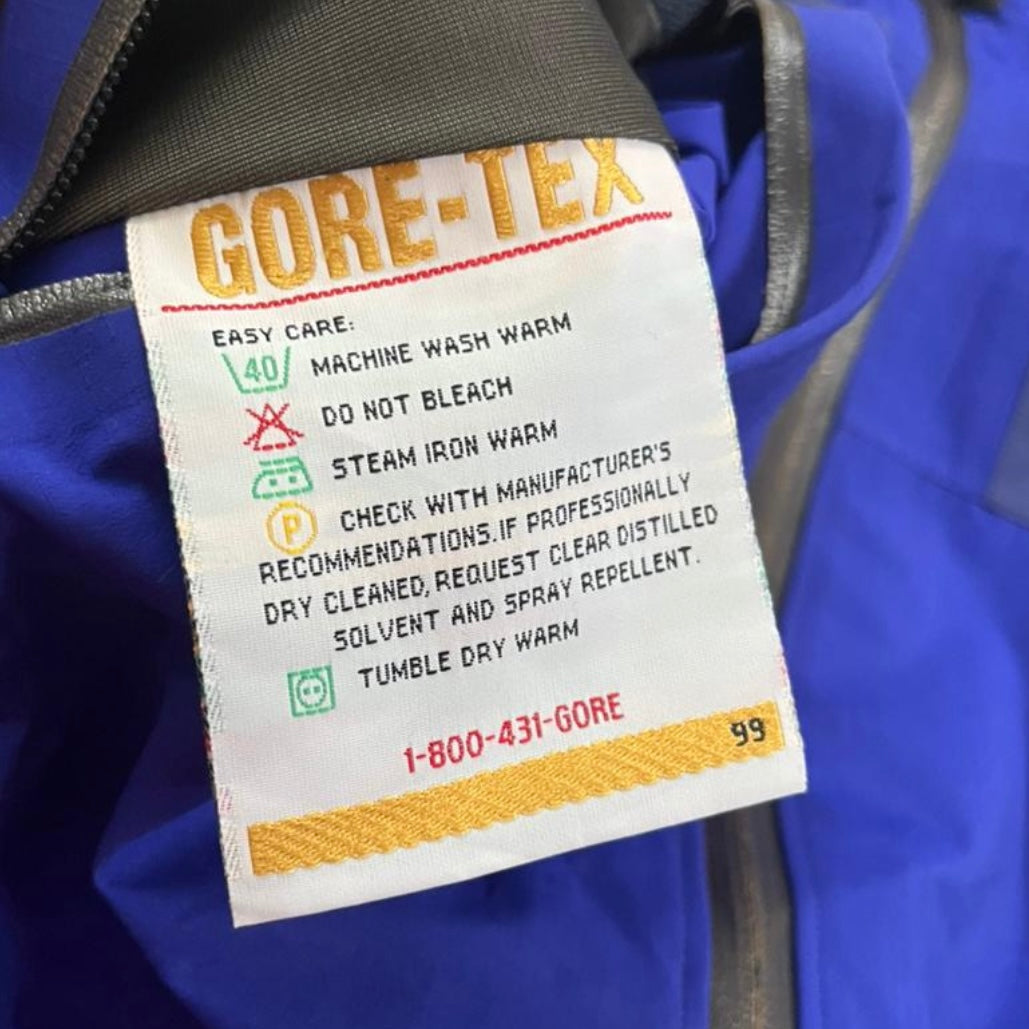 GORE-TEX
EASY CARE:
40 MACHINE WASH WARM
DO NOT BLEACH
STEAM IRON WARM
P CHECK WITH MANUFACTURER'S
RECOMMENDATIONS. IF PROFESSIONALLY
DRY CLEANED, REQUEST CLEAR DISTILLED
SOLVENT AND SPRAY REPELLENT.
TUMBLE DRY WARM
1-800-431-GORE
99